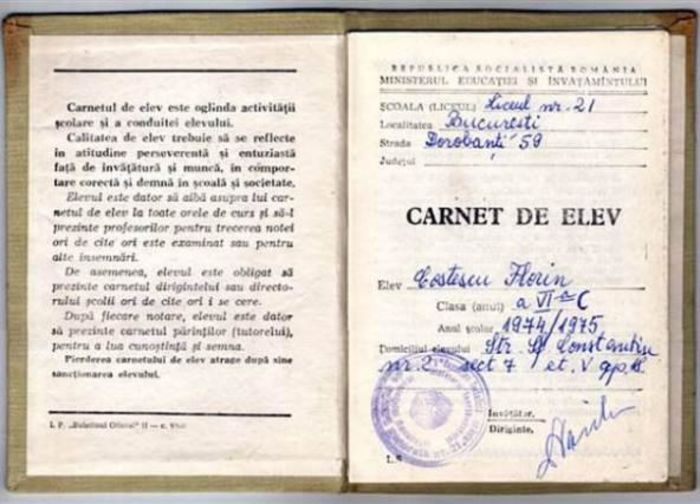 Carnetul de elev este oglinda activității
școlare și a conduitei elevului.
Calitatea de elev trebuie să se reflecte
in atitudine perseverentă și entuziastă
față de învățătură și muncă, în compor-
tare corectă și demnă în școală și societate.
Elevul este dator să aibă asupra lui car-
netul de elev la toate orele de curs și să-l
prezinte profesorilor pentru trecerea notei
ori de cite ori este examinat sau pentru
alte insemnări.
De asemenea, elevul este obligat să
prezinte carnetul dirigintelui sau directo-
rului școlii ori de cite ori i se cere.
După fiecare notare, elevul este dator
să prezinte carnetul părinților (tutorelui),
pentru a lua cunoștință și semna.
Pierderea carnetului de elev atrage după sine
sancționarea elevului.
I. P. „Buletinul Oficial" II — c.
REPUBLICA SOCIALISTĂ ROMÂNIA
MINISTERUL EDUCAȚIEI ȘI ÎNVĂȚĂMÎNTULUI
ȘCOALA (LICEUL) Liceul nr. 21
Localitatea București
Strada Dorobanți 59
Județul
CARNET DE ELEV
Elev Costescu Florin
Clasa (anul) a VI-a C
Anul școlar 1974/1975
Domiciliul elevului Str. Sf Constantin
nr. 2 sect 7 et. V ap.
Învățător,
Diriginte,
L.S